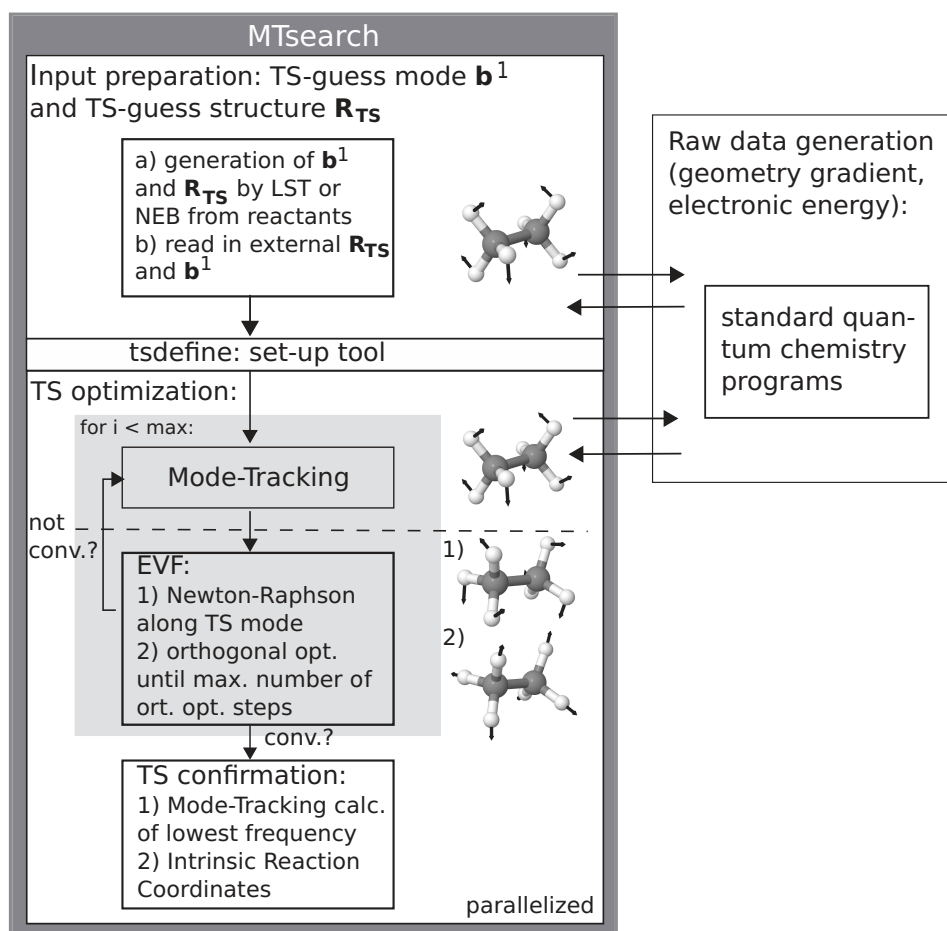 MTsearch
Input preparation: TS-guess mode b¹
and TS-guess structure R_TS
a) generation of b¹
and R_TS by LST or
NEB from reactants
b) read in external R_TS
and b¹
Raw data generation
(geometry gradient,
electronic energy):
standard quan-
tum chemistry
programs
tsdefine: set-up tool
TS optimization:
for i < max:
Mode-Tracking
not
conv.?
EVF:
1) Newton-Raphson
along TS mode
2) orthogonal opt.
until max. number of
ort. opt. steps
1)
2)
conv.?
TS confirmation:
1) Mode-Tracking calc.
of lowest frequency
2) Intrinsic Reaction
Coordinates
parallelized